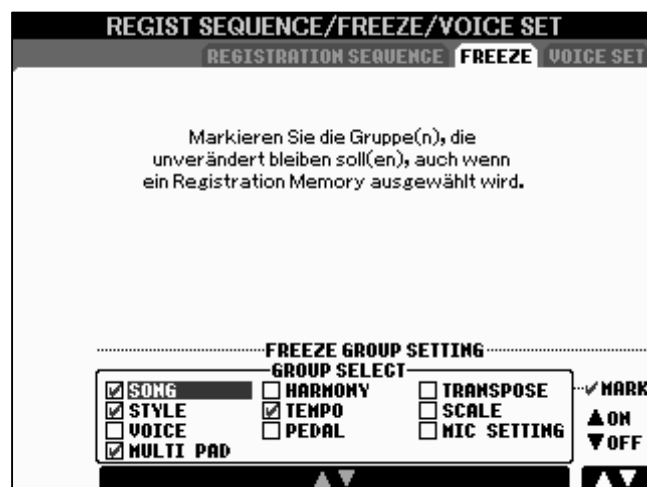 REGIST SEQUENCE/FREEZE/VOICE SET
REGISTRATION SEQUENCE FREEZE VOICE SET
Markieren Sie die Gruppe(n), die
unverändert bleiben soll(en), auch wenn
ein Registration Memory ausgewählt wird.
FREEZE GROUP SETTING
GROUP SELECT
SONG HARMONY TRANSPOSE MARK
STYLE TEMPO SCALE ON
VOICE PEDAL MIC SETTING OFF
MULTI PAD